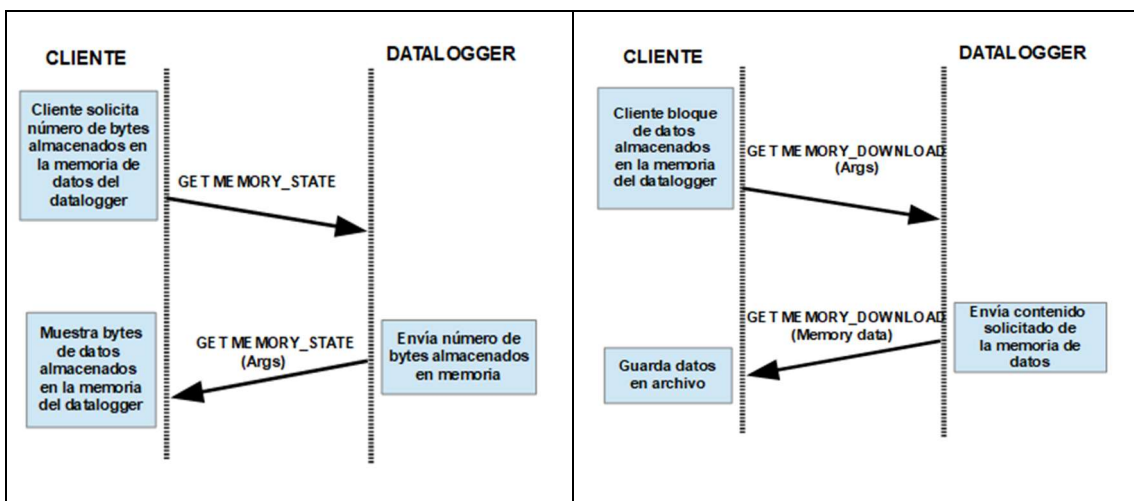 CLIENTE
DATALOGGER
Cliente solicita
número de bytes
almacenados en
la memoria de
datos del
datalogger
GET MEMORY_STATE
Muestra bytes
de datos
almacenados
en la memoria
del datalogger
GET MEMORY_STATE
(Args)
Envía número de
bytes almacenados
en memoria
CLIENTE
DATALOGGER
Cliente bloque
de datos
almacenados
en la memoria
del datalogger
GET MEMORY_DOWNLOAD
(Args)
GET MEMORY_DOWNLOAD
(Memory data)
Envía contenido
solicitado de
la memoria de
datos
Guarda datos
en archivo